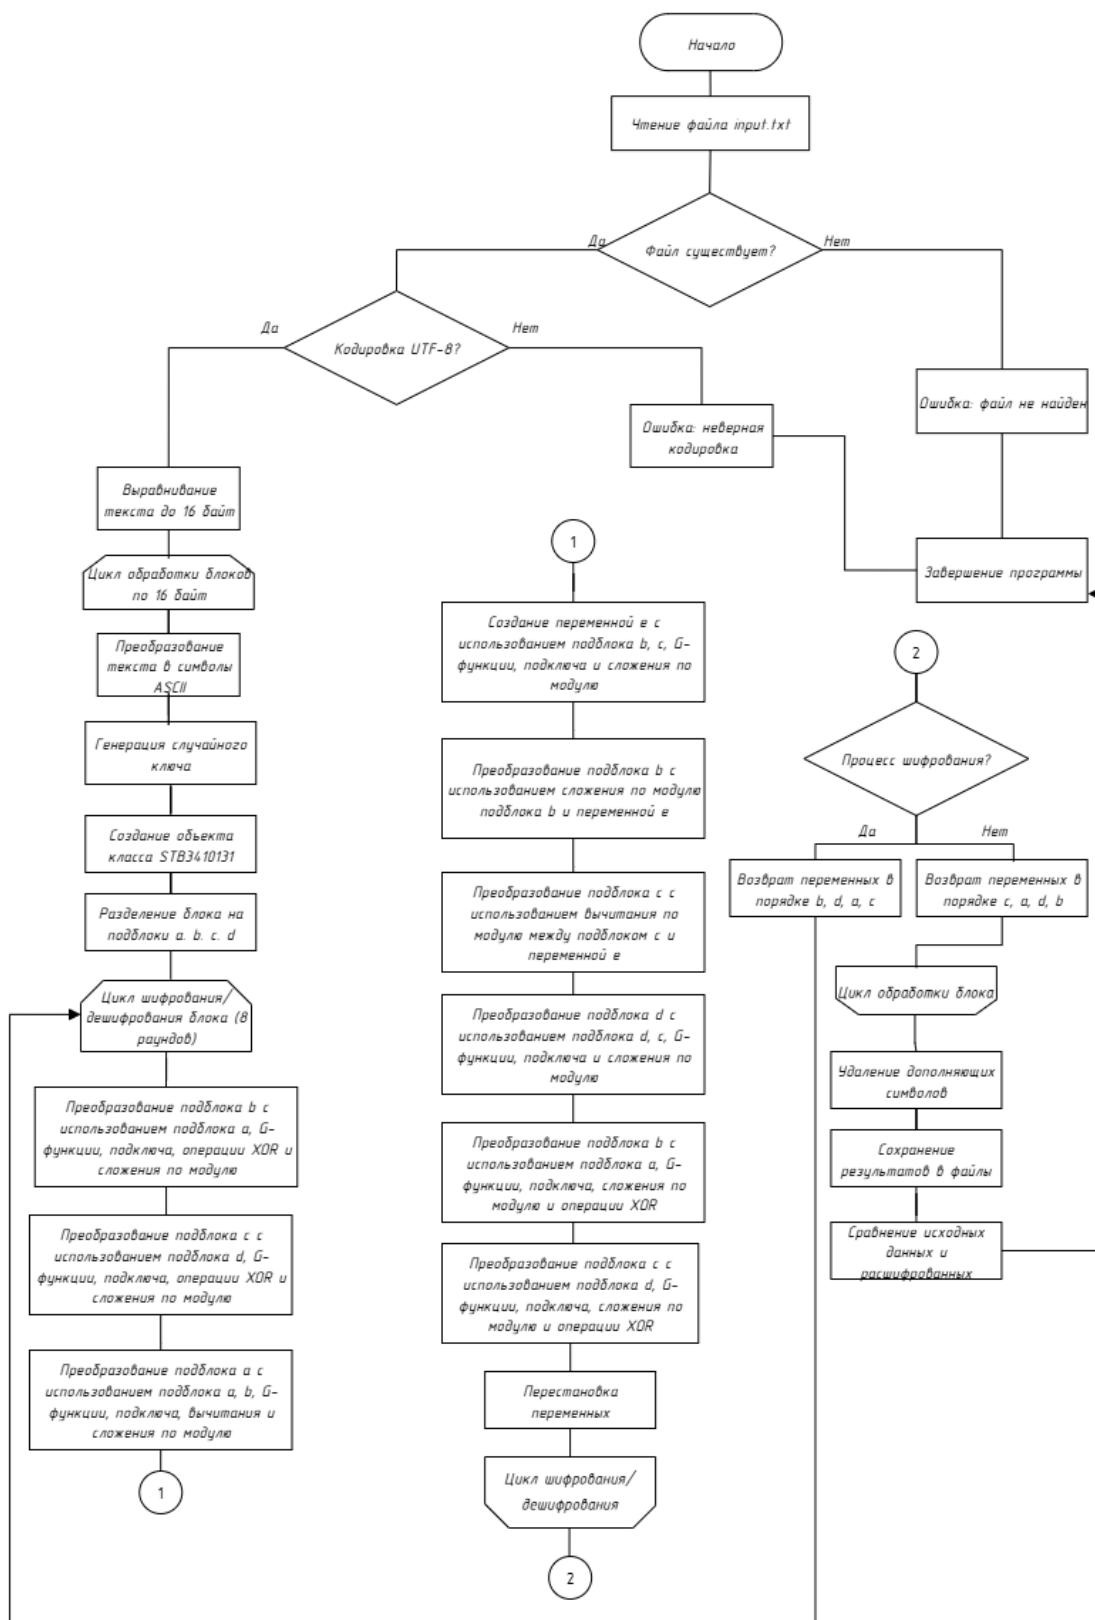 Начало
Чтение файла input.txt
Файл существует?
Да
Нет
Кодировка UTF-8?
Да
Нет
Ошибка: неверная
кодировка
Ошибка: файл не найден
Завершение программы
Выравнивание
текста до 16 байт
Цикл обработки блоков
по 16 байт
Преобразование
текста в символы
ASCII
Генерация случайного
ключа
Создание объекта
класса STB3410131
Разделение блока на
подблоки a. b. c. d
Цикл шифрования/
дешифрования блока (8
раундов)
Преобразование подблока b с
использованием подблока a, G-
функции, подключа, операции XOR и
сложения по модулю
Преобразование подблока c с
использованием подблока d, G-
функции, подключа, операции XOR и
сложения по модулю
Преобразование подблока a с
использованием подблока a, b, G-
функции, подключа, вычитания и
сложения по модулю
1
1
Создание переменной e с
использованием подблока b, c, G-
функции, подключа и сложения по
модулю
Преобразование подблока b с
использованием сложения по модулю
подблока b и переменной e
Преобразование подблока c с
использованием вычитания по
модулю между подблоком c и
переменной e
Преобразование подблока d с
использованием подблока d, c, G-
функции, подключа и сложения по
модулю
Преобразование подблока b с
использованием подблока a, G-
функции, подключа, сложения по
модулю и операции XOR
Преобразование подблока c с
использованием подблока d, G-
функции, подключа, сложения по
модулю и операции XOR
Перестановка
переменных
Цикл шифрования/
дешифрования
2
2
Процесс шифрования?
Да
Нет
Возврат переменных в
порядке b, d, a, c
Возврат переменных в
порядке c, a, d, b
Цикл обработки блока
Удаление дополняющих
символов
Сохранение
результатов в файлы
Сравнение исходных
данных и
расшифрованных